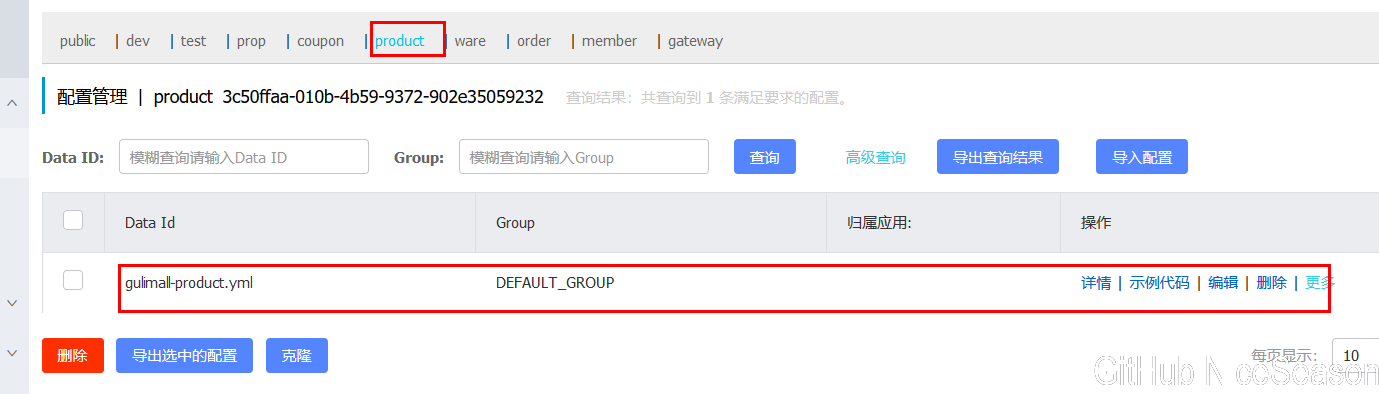 public | dev | test | prop | coupon | product | ware | order | member | gateway
配置管理 | product 3c50ffaa-010b-4b59-9372-902e35059232 查询结果：共查询到 1 条满足要求的配置。
Data ID: 模糊查询请输入Data ID Group: 模糊查询请输入Group 查询 高级查询 导出查询结果 导入配置
Data Id Group 归属应用: 操作
gulimall-product.yml DEFAULT_GROUP 详情 | 示例代码 | 编辑 | 删除 | 更多
删除 导出选中的配置 克隆 每页显示： 10
GitHub NiceSeason